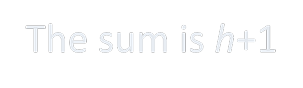 The sum is h+1